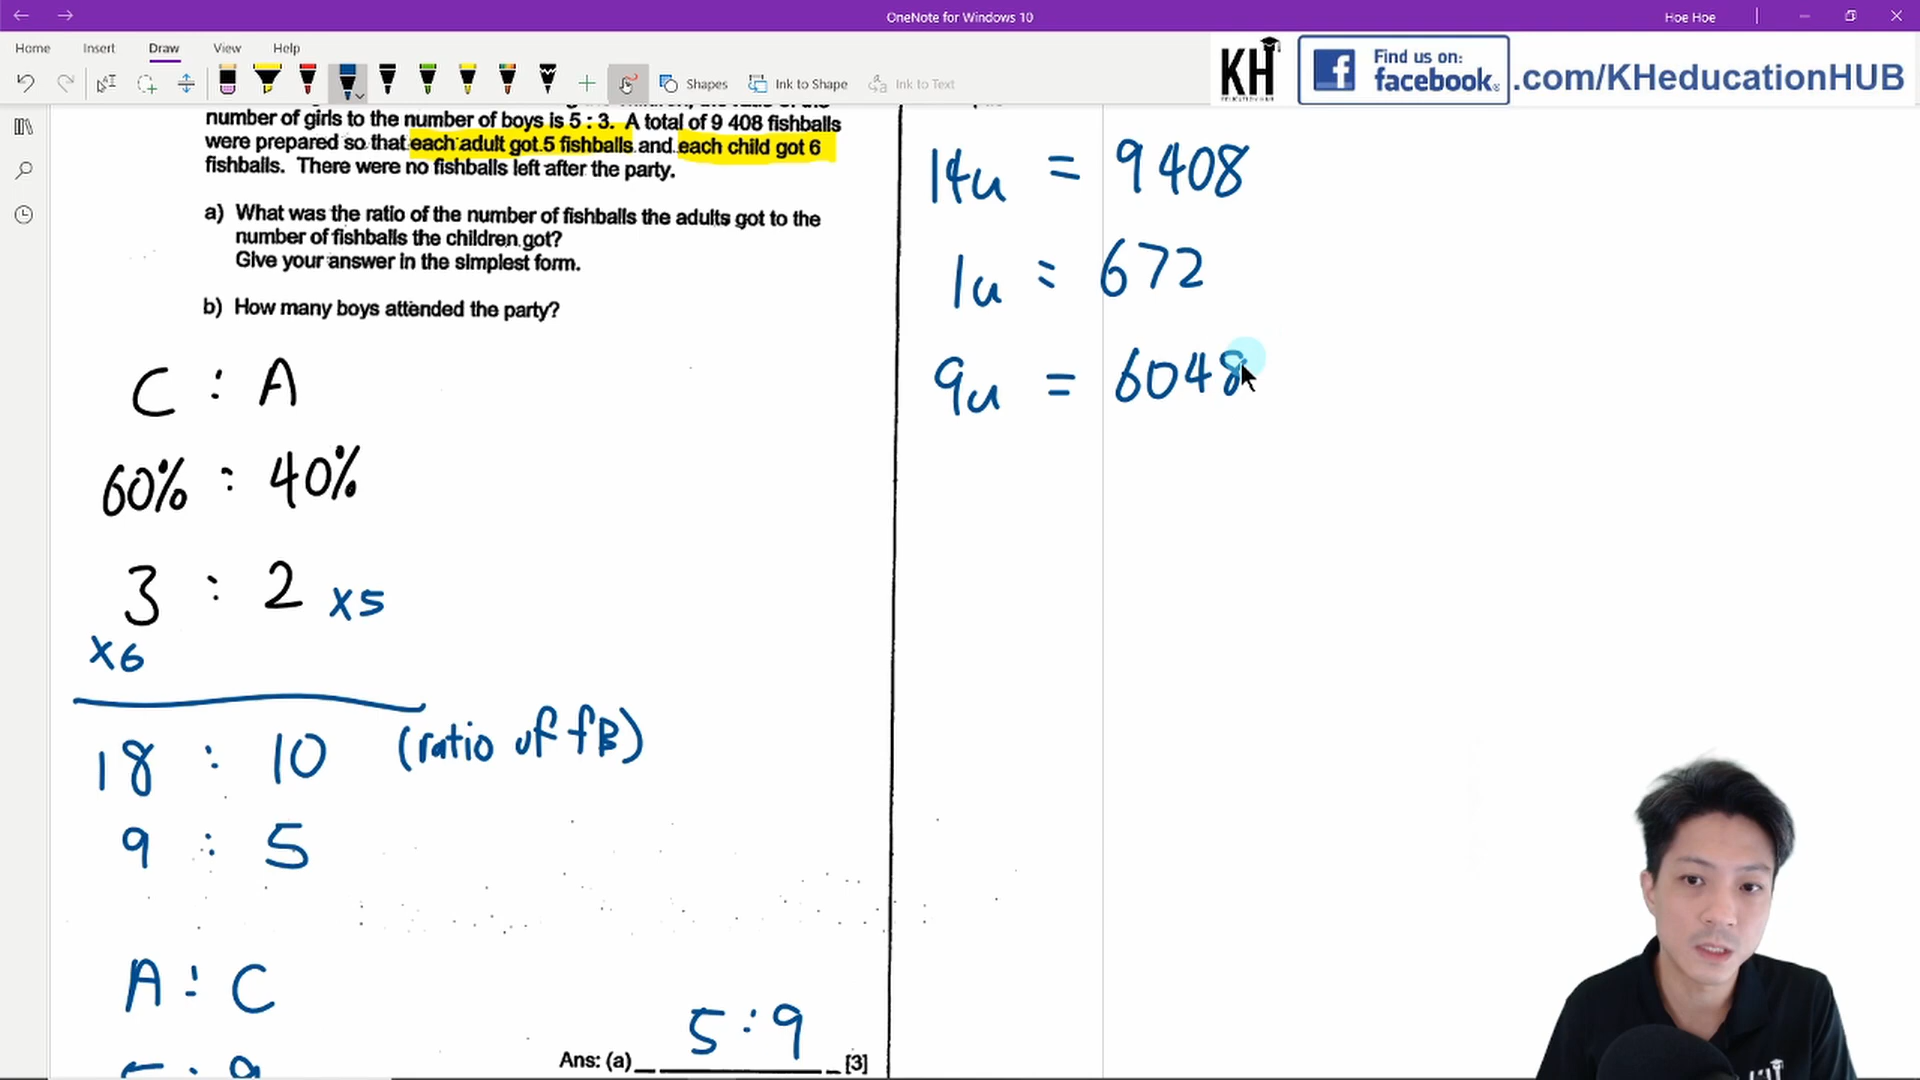 OneNote for Windows 10
Hoe Hoe
Home Insert Draw View Help
Shapes
Ink to Shape
Ink to Text
KH
Find us on:
facebook.
.com/KHeducationHUB
number of girls to the number of boys is 5 : 3. A total of 9 408 fishballs
were prepared so that each adult got 5 fishballs and each child got 6
fishballs. There were no fishballs left after the party.
a) What was the ratio of the number of fishballs the adults got to the
number of fishballs the children got?
Give your answer in the simplest form.
b) How many boys attended the party?
C : A
60% : 40%
3 : 2 x5
x6
18 : 10 (ratio of fB)
9 : 5
A : C
5 : 9
Ans: (a) 5 : 9 [3]
14u = 9408
1u = 672
9u = 6048